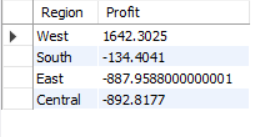 Region Profit
West 1642.3025
South -134.4041
East -887.9588000000001
Central -892.8177